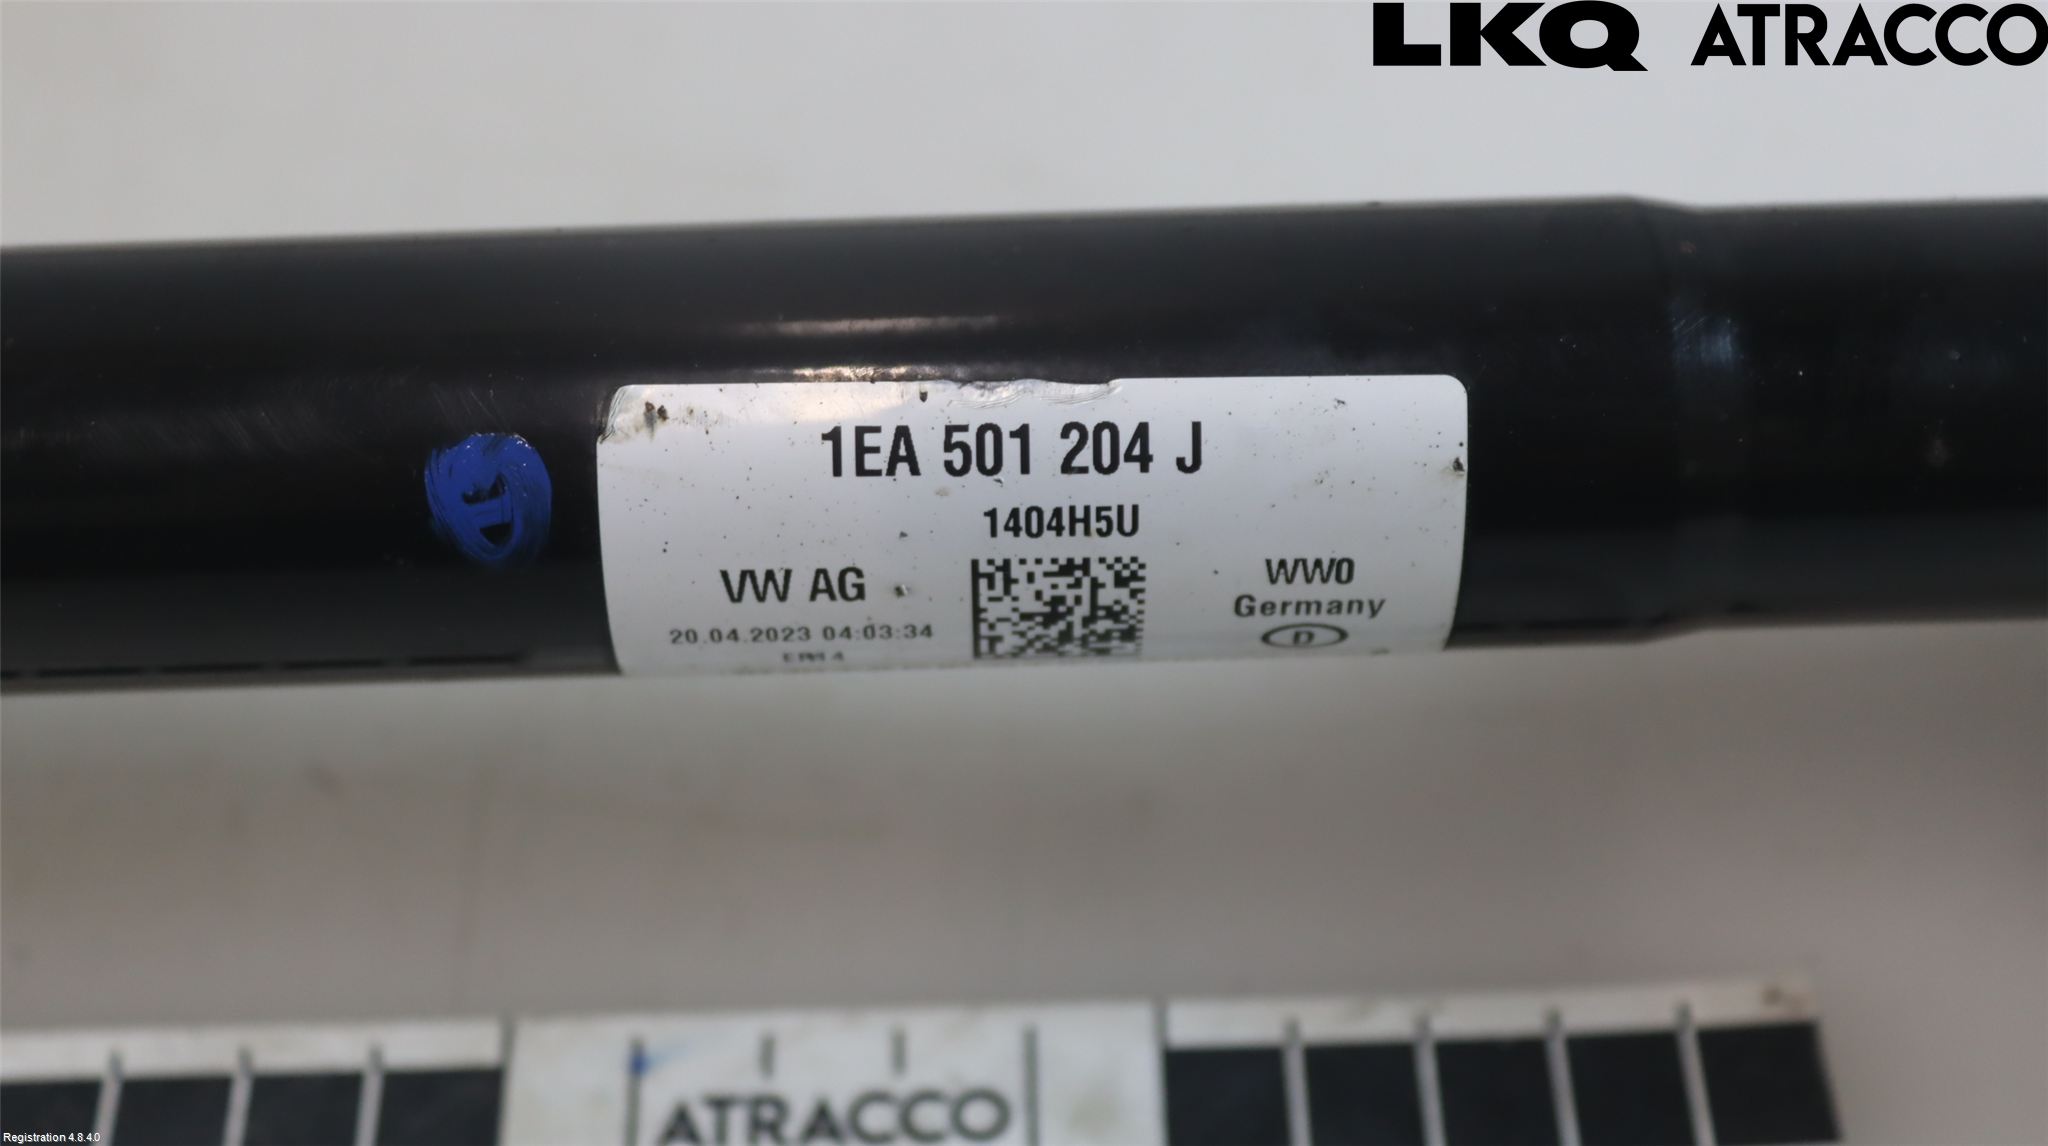 LKQ ATRACCO
1EA 501 204 J
1404H5U
VW AG
WW0
Germany
20.04.2023 04:03:34
D
ATRACCO
Registration 4.8.4.0